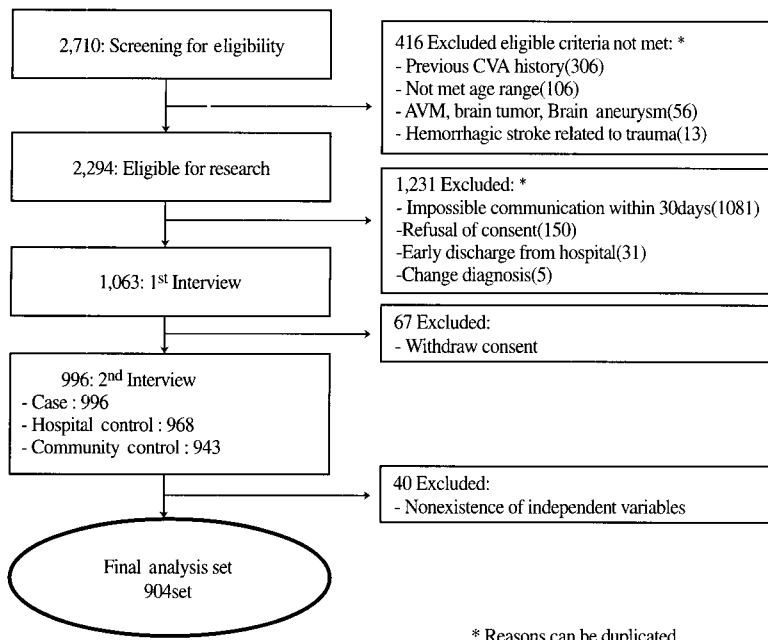 2,710: Screening for eligibility
416 Excluded eligible criteria not met: *
- Previous CVA history(306)
- Not met age range(106)
- AVM, brain tumor, Brain aneurysm(56)
- Hemorrhagic stroke related to trauma(13)
2,294: Eligible for research
1,231 Excluded: *
- Impossible communication within 30days(1081)
-Refusal of consent(150)
-Early discharge from hospital(31)
-Change diagnosis(5)
1,063: 1st Interview
67 Excluded:
- Withdraw consent
996: 2nd Interview
- Case : 996
- Hospital control : 968
- Community control : 943
40 Excluded:
- Nonexistence of independent variables
Final analysis set
904set
* Reasons can be duplicated